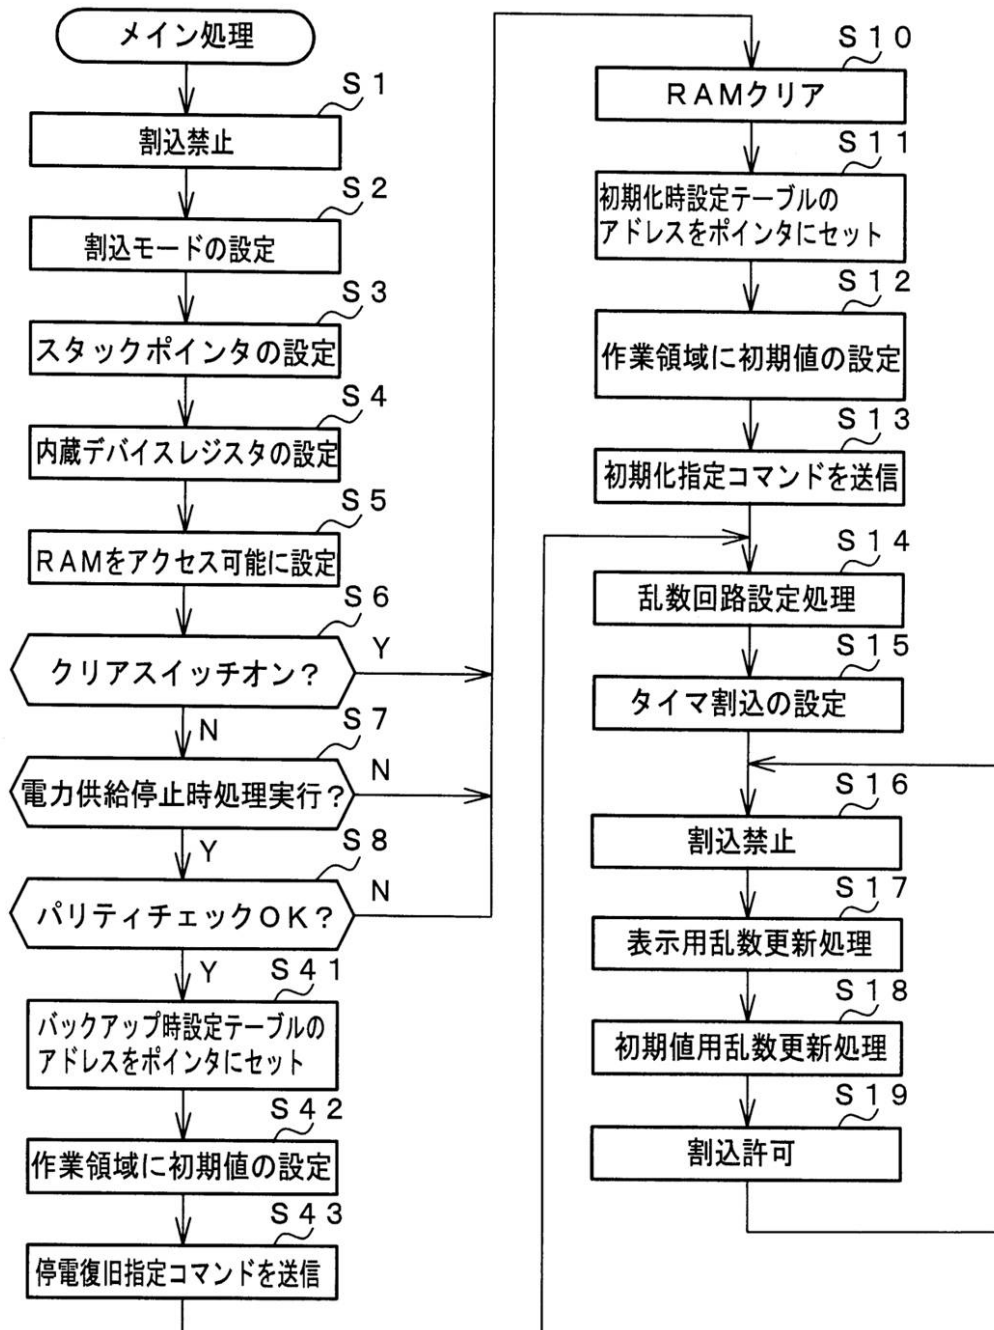 メイン処理
S1
割込禁止
S2
割込モードの設定
S3
スタックポインタの設定
S4
内蔵デバイスレジスタの設定
S5
RAMをアクセス可能に設定
S6
クリアスイッチオン?
Y
N
S7
電力供給停止時処理実行?
N
Y
S8
パリティチェックOK?
N
Y
S41
バックアップ時設定テーブルの
アドレスをポインタにセット
S42
作業領域に初期値の設定
S43
停電復旧指定コマンドを送信
S10
RAMクリア
S11
初期化時設定テーブルの
アドレスをポインタにセット
S12
作業領域に初期値の設定
S13
初期化指定コマンドを送信
S14
乱数回路設定処理
S15
タイマ割込の設定
S16
割込禁止
S17
表示用乱数更新処理
S18
初期値用乱数更新処理
S19
割込許可